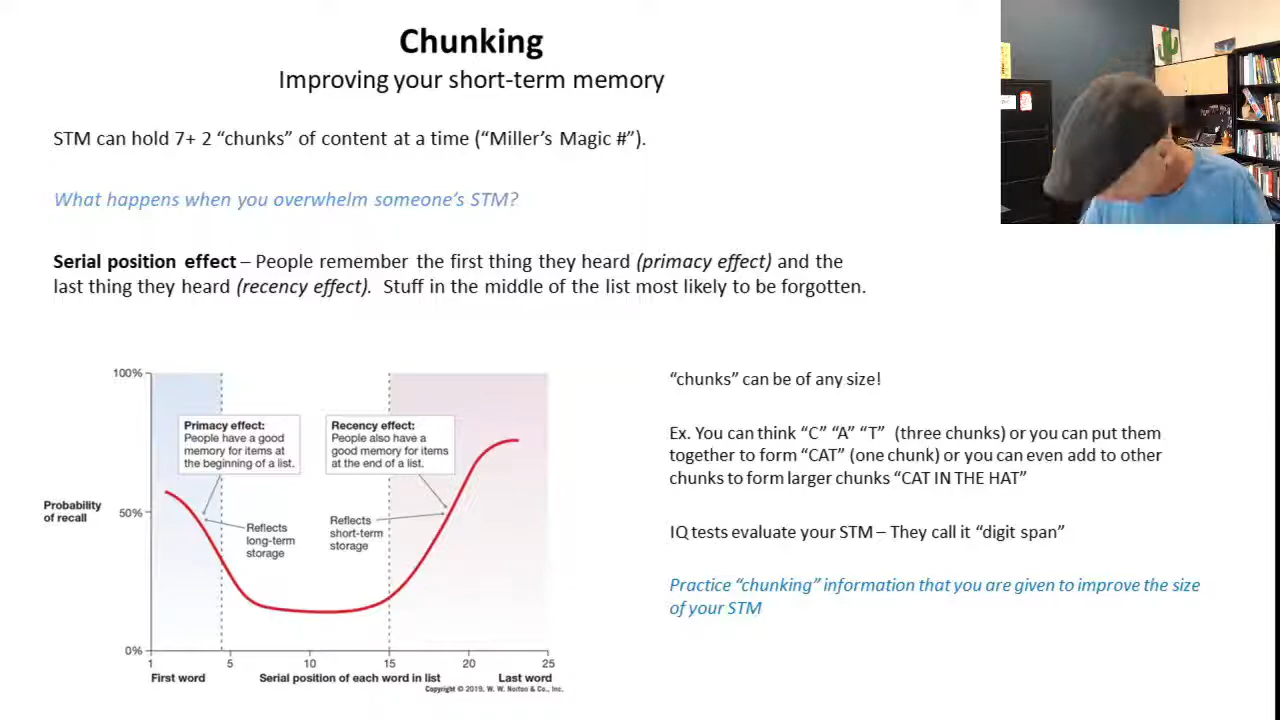 Chunking
Improving your short-term memory
STM can hold 7+ 2 “chunks” of content at a time (“Miller’s Magic #”).
What happens when you overwhelm someone’s STM?
Serial position effect – People remember the first thing they heard (primacy effect) and the
last thing they heard (recency effect).  Stuff in the middle of the list most likely to be forgotten.
100%
50%
0%
Probability
of recall
Primacy effect:
People have a good
memory for items at
the beginning of a list.
Recency effect:
People also have a
good memory for items
at the end of a list.
Reflects
long-term
storage
Reflects
short-term
storage
1
5
10
15
20
25
First word
Serial position of each word in list
Last word
Copyright © 2019, W. W. Norton & Co., Inc.
“chunks” can be of any size!
Ex. You can think “C” “A” “T”  (three chunks) or you can put them
together to form “CAT” (one chunk) or you can even add to other
chunks to form larger chunks “CAT IN THE HAT”
IQ tests evaluate your STM – They call it “digit span”
Practice “chunking” information that you are given to improve the size
of your STM